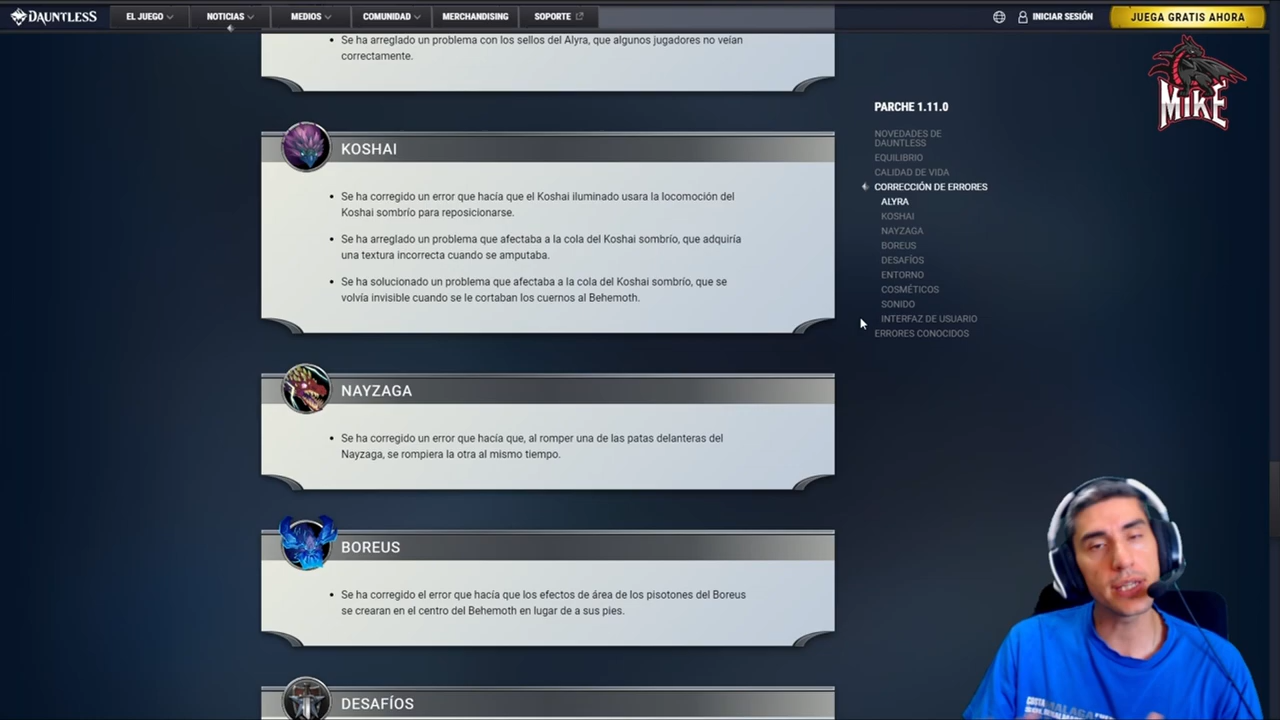 DAUNTLESS
EL JUEGO
NOTICIAS
MEDIOS
COMUNIDAD
MERCHANDISING
SOPORTE
INICIAR SESIÓN
JUEGA GRATIS AHORA
MIKE
Se ha arreglado un problema con los sellos del Alyra, que algunos jugadores no veían
correctamente.
KOSHAI
Se ha corregido un error que hacía que el Koshai iluminado usara la locomoción del
Koshai sombrío para reposicionarse.
Se ha arreglado un problema que afectaba a la cola del Koshai sombrío, que adquiría
una textura incorrecta cuando se amputaba.
Se ha solucionado un problema que afectaba a la cola del Koshai sombrío, que se
volvía invisible cuando se le cortaban los cuernos al Behemoth.
NAYZAGA
Se ha corregido un error que hacía que, al romper una de las patas delanteras del
Nayzaga, se rompiera la otra al mismo tiempo.
BOREUS
Se ha corregido el error que hacía que los efectos de área de los pisotones del Boreus
se crearan en el centro del Behemoth en lugar de a sus pies.
DESAFÍOS
PARCHE 1.11.0
NOVEDADES DE
DAUNTLESS
EQUILIBRIO
CALIDAD DE VIDA
CORRECCIÓN DE ERRORES
ALYRA
KOSHAI
NAYZAGA
BOREUS
DESAFÍOS
ENTORNO
COSMÉTICOS
SONIDO
INTERFAZ DE USUARIO
ERRORES CONOCIDOS
COSTA
MALAGA